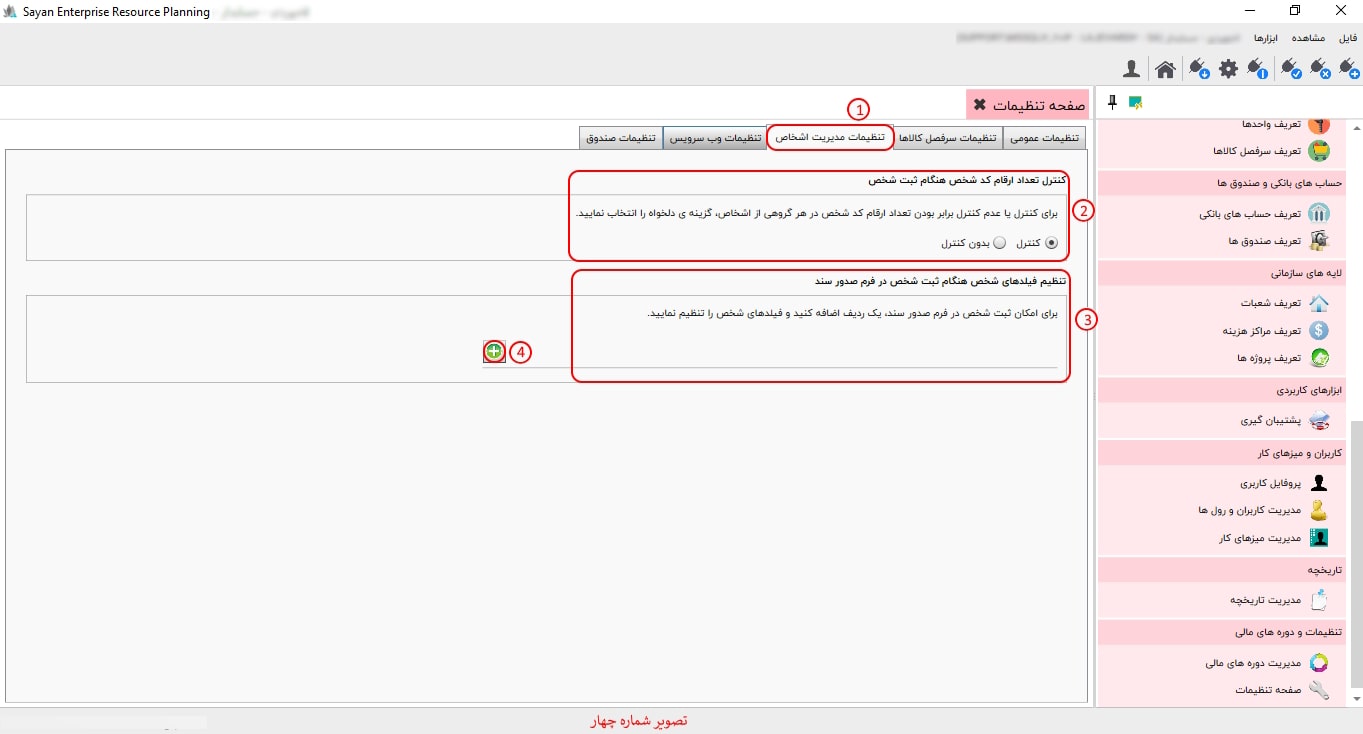 Sayan Enterprise Resource Planning
فایل
مشاهده
ابزارها
صفحه تنظیمات
1
تنظیمات عمومی
تنظیمات سرفصل کالاها
تنظیمات مدیریت اشخاص
تنظیمات وب سرویس
تنظیمات صندوق
کنترل تعداد ارقام کد شخص هنگام ثبت شخص
برای کنترل یا عدم کنترل برابر بودن تعداد ارقام کد شخص در هر گروهی از اشخاص، گزینه ی دلخواه را انتخاب نمایید.
2
کنترل
بدون کنترل
تنظیم فیلدهای شخص هنگام ثبت شخص در فرم صدور سند
برای امکان ثبت شخص در فرم صدور سند، یک ردیف اضافه کنید و فیلدهای شخص را تنظیم نمایید.
3
4
تعریف واحدها
تعریف سرفصل کالاها
حساب های بانکی و صندوق ها
تعریف حساب های بانکی
تعریف صندوق ها
لایه های سازمانی
تعریف شعبات
تعریف مراکز هزینه
تعریف پروژه ها
ابزارهای کاربردی
پشتیبان گیری
کاربران و میزهای کار
پروفایل کاربری
مدیریت کاربران و رول ها
مدیریت میزهای کار
تاریخچه
مدیریت تاریخچه
تنظیمات و دوره های مالی
مدیریت دوره های مالی
صفحه تنظیمات
تصویر شماره چهار